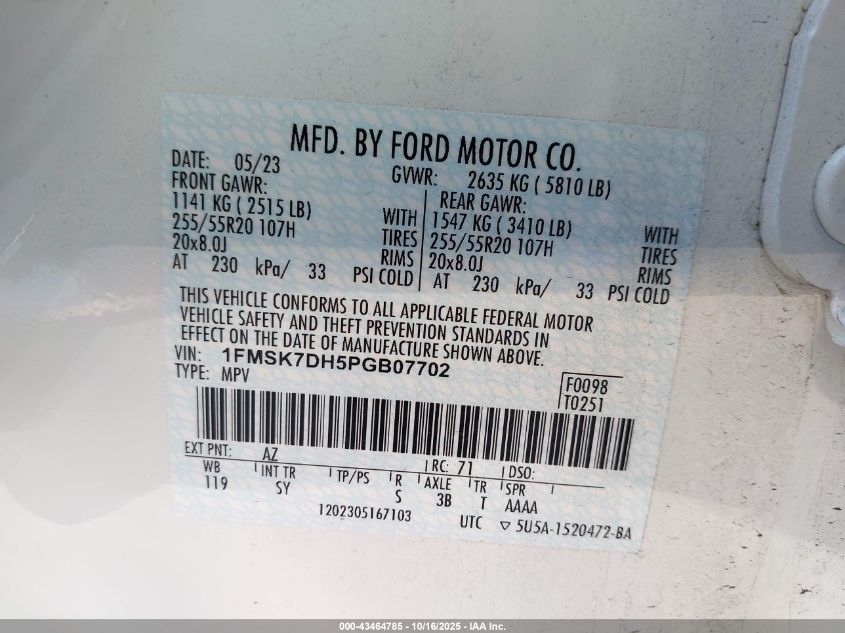 MFD. BY FORD MOTOR CO.
DATE: 05/23 GVWR: 2635 KG ( 5810 LB)
FRONT GAWR: REAR GAWR:
1141 KG ( 2515 LB) WITH 1547 KG ( 3410 LB) WITH
255/55R20 107H TIRES 255/55R20 107H TIRES
20x8.0J RIMS 20x8.0J RIMS
AT 230 kPa/ 33 PSI COLD AT 230 kPa/ 33 PSI COLD
THIS VEHICLE CONFORMS TO ALL APPLICABLE FEDERAL MOTOR
VEHICLE SAFETY AND THEFT PREVENTION STANDARDS IN
EFFECT ON THE DATE OF MANUFACTURE SHOWN ABOVE.
VIN: 1FMSK7DH5PGB07702
TYPE: MPV F0098
T0251
EXT PNT: AZ RC: 71 DSO:
WB INT TR TP/PS R AXLE TR SPR
119 SY S 3B T AAAA
1202305167103 UTC ▽ 5U5A-1520472-BA
000-43464785 - 10/16/2025 - IAA Inc.